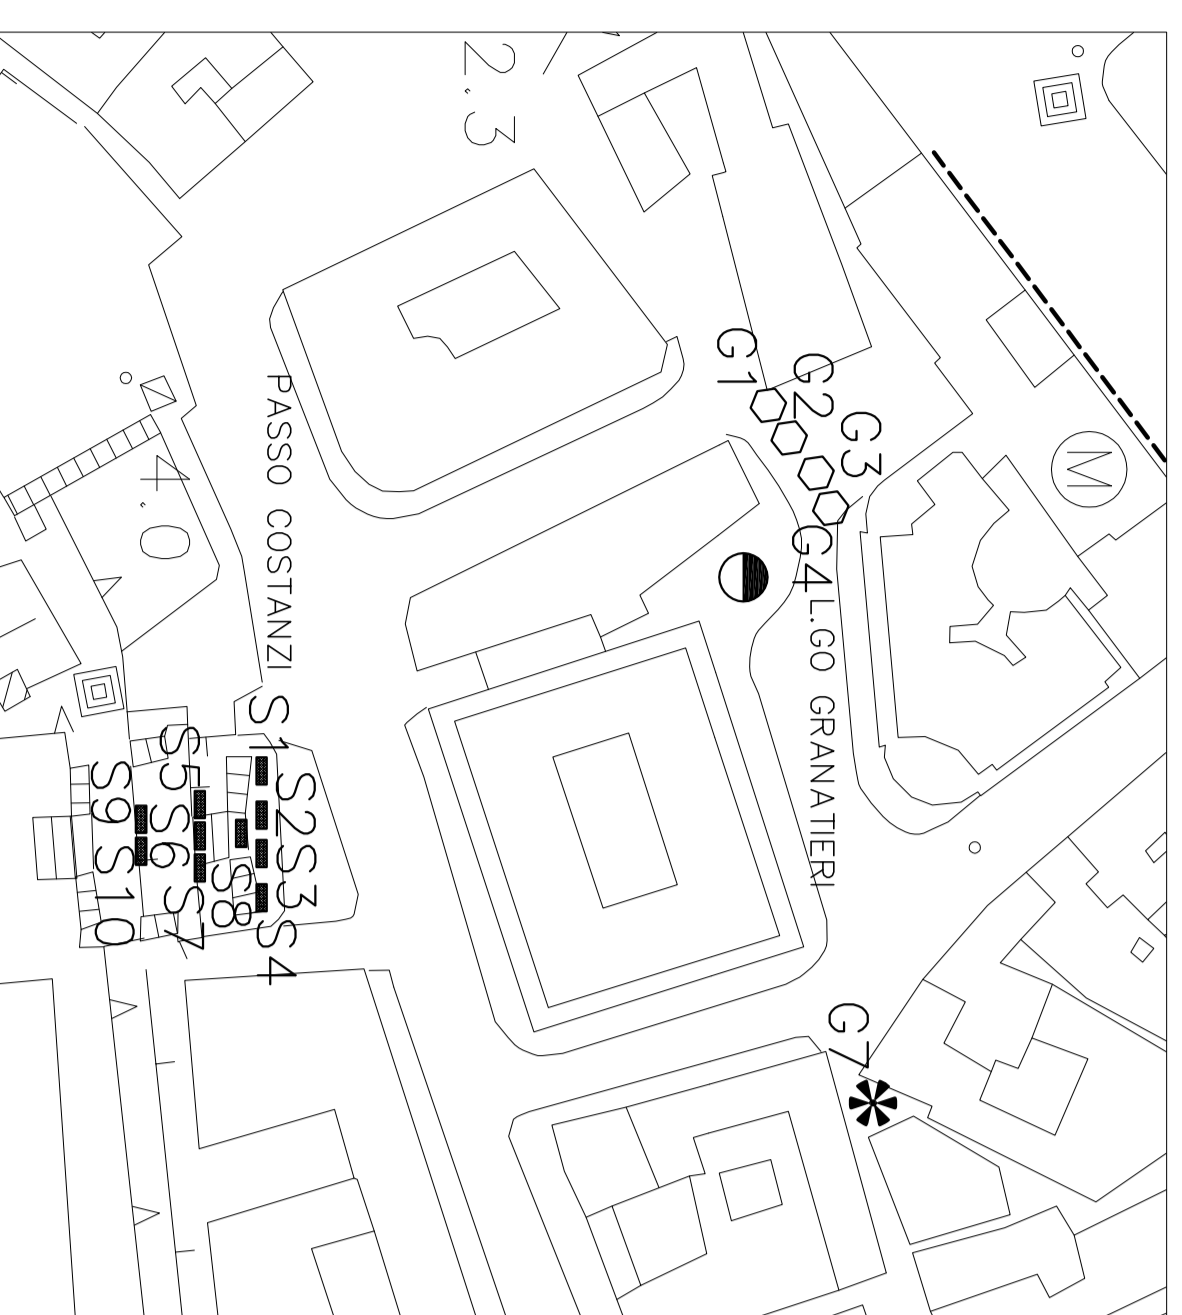 2.3
G1
G2
G3
G4
L.GO GRANATIERI
M
PASSO COSTANZI
4.0
S1
S2
S3
S4
S5
S6
S7
S8
S9
S10
G7